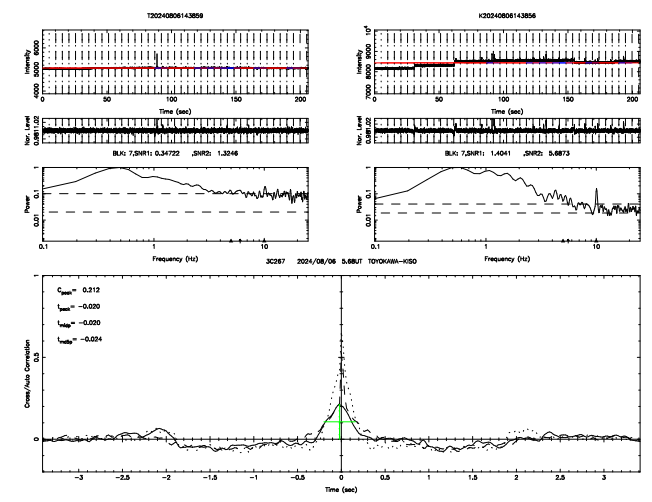 T20240806143859
K20240806143856
Intensity
4000 5000 6000
0 50 100 150 200
Time (sec)
Intensity
7000 8000 9000 10⁴
0 50 100 150 200
Time (sec)
Nor. Level
Nor. Level
BLK: 7,SNR1: 0.34722 ,SNR2: 1.3246
BLK: 7,SNR1: 1.4041 ,SNR2: 5.6873
Power
0.01 0.1 1
0.1 1 10
Frequency (Hz)
Power
0.01 0.1 1
0.1 1 10
Frequency (Hz)
3C267 2024/08/06 5.68UT TOYOKAWA-KISO
Cross/Auto Correlation
0 0.5 1
C_peak= 0.212
t_peak= -0.020
t_midp= -0.020
-0.024
-3 -2.5 -2 -1.5 -1 -0.5 0 0.5 1 1.5 2 2.5 3
Time (sec)